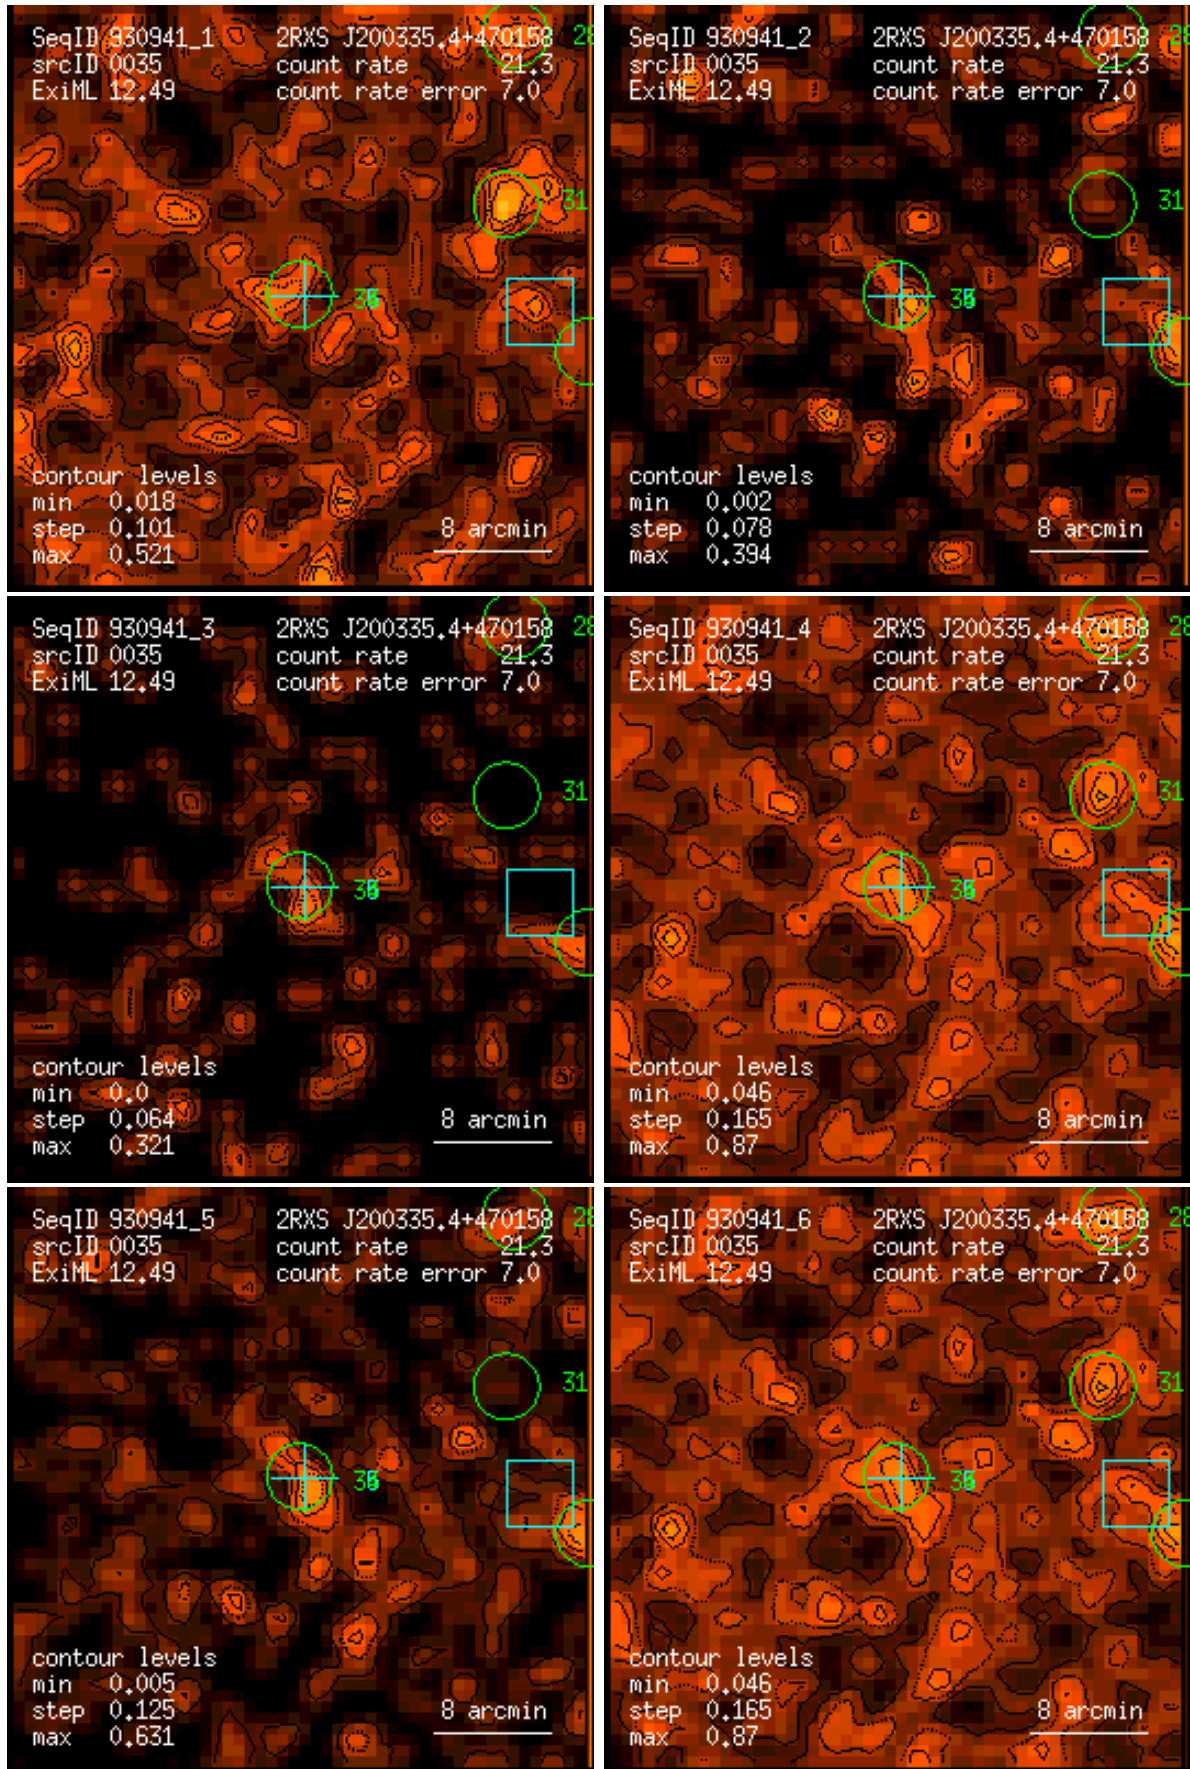 SeqID 930941_1 2RXS J200335.4+470158 28
srcID 0035 count rate 21.3
ExiML 12.49 count rate error 7.0
31
contour levels
min 0.018
step 0.101 8 arcmin
max 0.521
SeqID 930941_2 2RXS J200335.4+470158 28
srcID 0035 count rate 21.3
ExiML 12.49 count rate error 7.0
31
contour levels
min 0.002
step 0.078 8 arcmin
max 0.394
SeqID 930941_3 2RXS J200335.4+470158 28
srcID 0035 count rate 21.3
ExiML 12.49 count rate error 7.0
31
contour levels
min 0.0
step 0.064 8 arcmin
max 0.321
SeqID 930941_4 2RXS J200335.4+470158 28
srcID 0035 count rate 21.3
ExiML 12.49 count rate error 7.0
31
contour levels
min 0.046
step 0.165 8 arcmin
max 0.87
SeqID 930941_5 2RXS J200335.4+470158 28
srcID 0035 count rate 21.3
ExiML 12.49 count rate error 7.0
31
contour levels
min 0.005
step 0.125 8 arcmin
max 0.631
SeqID 930941_6 2RXS J200335.4+470158 28
srcID 0035 count rate 21.3
ExiML 12.49 count rate error 7.0
31
contour levels
min 0.046
step 0.165 8 arcmin
max 0.87